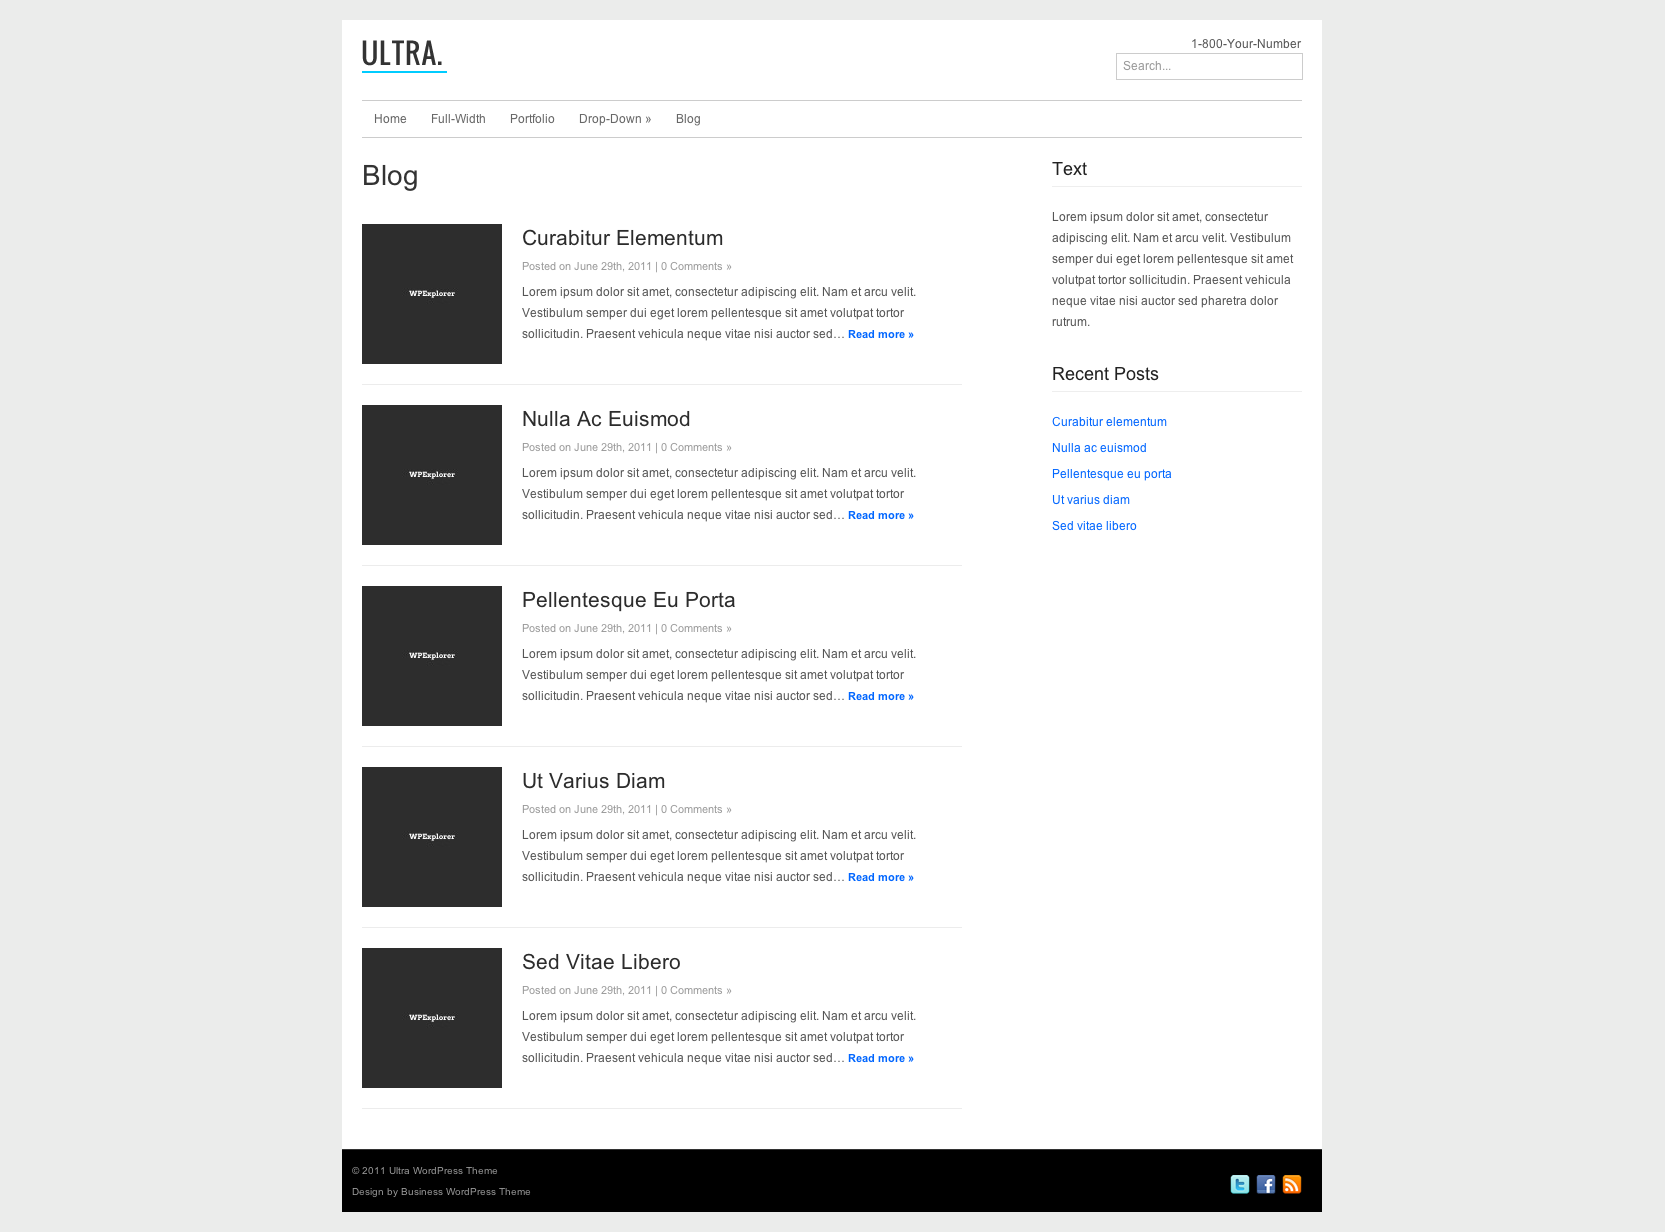 ULTRA.
1-800-Your-Number
Search...
Home Full-Width Portfolio Drop-Down » Blog
Blog
WPExplorer
Curabitur Elementum
Posted on June 29th, 2011 | 0 Comments »
Lorem ipsum dolor sit amet, consectetur adipiscing elit. Nam et arcu velit.
Vestibulum semper dui eget lorem pellentesque sit amet volutpat tortor
sollicitudin. Praesent vehicula neque vitae nisi auctor sed… Read more »
WPExplorer
Nulla Ac Euismod
Posted on June 29th, 2011 | 0 Comments »
Lorem ipsum dolor sit amet, consectetur adipiscing elit. Nam et arcu velit.
Vestibulum semper dui eget lorem pellentesque sit amet volutpat tortor
sollicitudin. Praesent vehicula neque vitae nisi auctor sed… Read more »
WPExplorer
Pellentesque Eu Porta
Posted on June 29th, 2011 | 0 Comments »
Lorem ipsum dolor sit amet, consectetur adipiscing elit. Nam et arcu velit.
Vestibulum semper dui eget lorem pellentesque sit amet volutpat tortor
sollicitudin. Praesent vehicula neque vitae nisi auctor sed… Read more »
WPExplorer
Ut Varius Diam
Posted on June 29th, 2011 | 0 Comments »
Lorem ipsum dolor sit amet, consectetur adipiscing elit. Nam et arcu velit.
Vestibulum semper dui eget lorem pellentesque sit amet volutpat tortor
sollicitudin. Praesent vehicula neque vitae nisi auctor sed… Read more »
WPExplorer
Sed Vitae Libero
Posted on June 29th, 2011 | 0 Comments »
Lorem ipsum dolor sit amet, consectetur adipiscing elit. Nam et arcu velit.
Vestibulum semper dui eget lorem pellentesque sit amet volutpat tortor
sollicitudin. Praesent vehicula neque vitae nisi auctor sed… Read more »
Text
Lorem ipsum dolor sit amet, consectetur
adipiscing elit. Nam et arcu velit. Vestibulum
semper dui eget lorem pellentesque sit amet
volutpat tortor sollicitudin. Praesent vehicula
neque vitae nisi auctor sed pharetra dolor
rutrum.
Recent Posts
Curabitur elementum
Nulla ac euismod
Pellentesque eu porta
Ut varius diam
Sed vitae libero
© 2011 Ultra WordPress Theme
Design by Business WordPress Theme